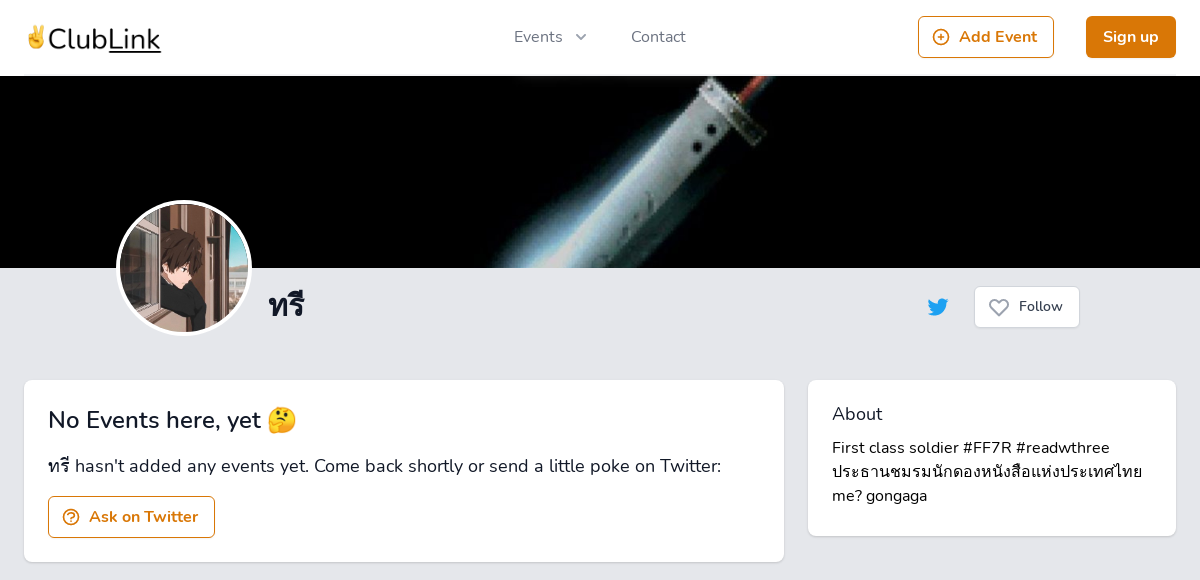 ✌️ClubLink
Events
Contact
Add Event
Sign up
ทรี
Follow
No Events here, yet 🤔
ทรี hasn't added any events yet. Come back shortly or send a little poke on Twitter:
Ask on Twitter
About
First class soldier #FF7R #readwthree
ประธานชมรมนักดองหนังสือแห่งประเทศไทย
me? gongaga